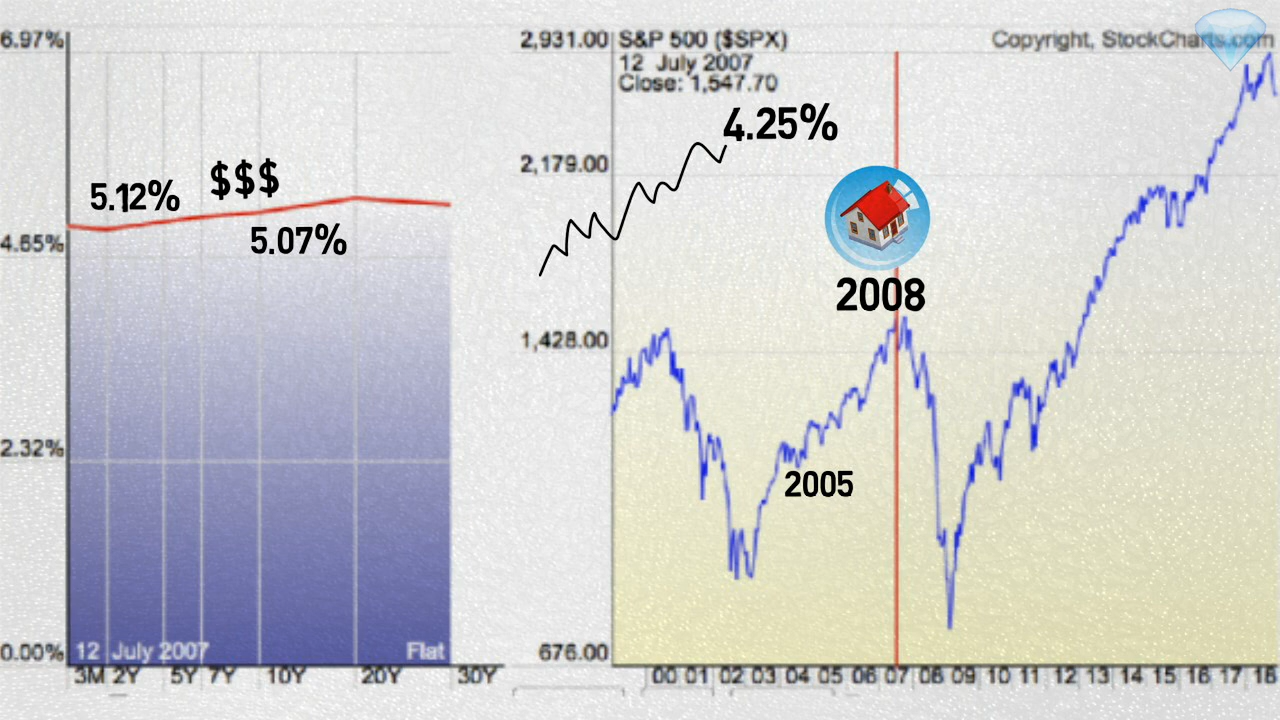 6.97%
5.12%
$$$
5.07%
4.65%
2.32%
0.00%
12 July 2007 Flat
3M 2Y 5Y 7Y 10Y 20Y 30Y
2,931.00
S&P 500 ($SPX)
Copyright, StockCharts.com
12 July 2007
Close: 1,547.70
4.25%
2,179.00
2008
1,428.00
2005
676.00
00 01 02 03 04 05 06 07 08 09 10 11 12 13 14 15 16 17 18